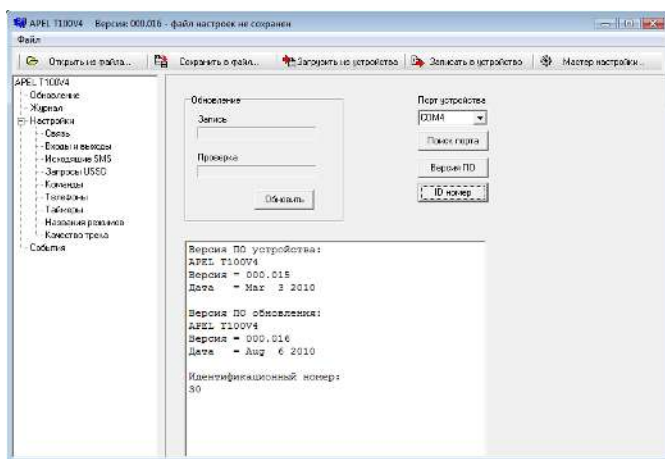 APEL T100V4 Версия: 000.016 - файл настроек не сохранен
Файл
Открыть из файла... Сохранить в файл... Загрузить из устройства Записать в устройство Мастер настройки...
APEL T100V4
Обновление
Журнал
Настройки
Связь
Входы и выходы
Исходящие SMS
Запросы USSD
Команды
Телефоны
Таймеры
Названия режимов
Качество трека
События
Обновление
Запись
Проверка
Обновить
Порт устройства
COM4
Поиск порта
Версия ПО
ID номер
Версия ПО устройства:
APEL T100V4
Версия = 000.015
Дата = Mar 3 2010
Версия ПО обновления:
APEL T100V4
Версия = 000.016
Дата = Aug 6 2010
Идентификационный номер:
30